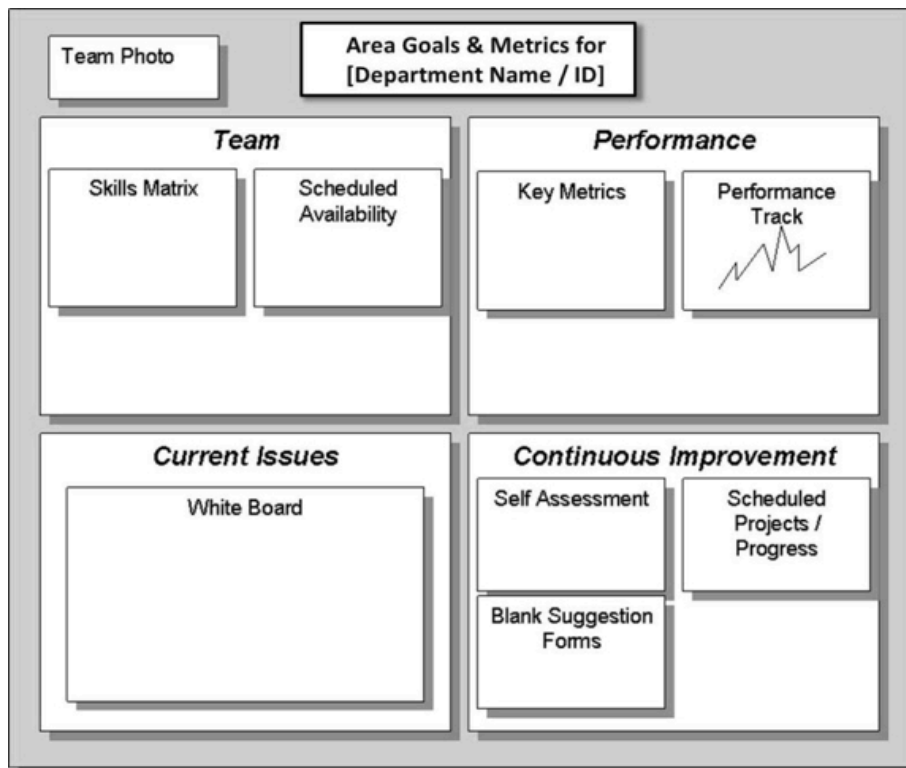 Team Photo
Area Goals & Metrics for
[Department Name / ID]
Team
Skills Matrix
Scheduled
Availability
Performance
Key Metrics
Performance
Track
Current Issues
White Board
Continuous Improvement
Self Assessment
Scheduled
Projects /
Progress
Blank Suggestion
Forms